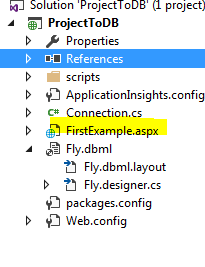 Solution 'ProjectToDB' (1 project)
ProjectToDB
Properties
References
scripts
ApplicationInsights.config
Connection.cs
FirstExample.aspx
Fly.dbml
Fly.dbml.layout
Fly.designer.cs
packages.config
Web.config